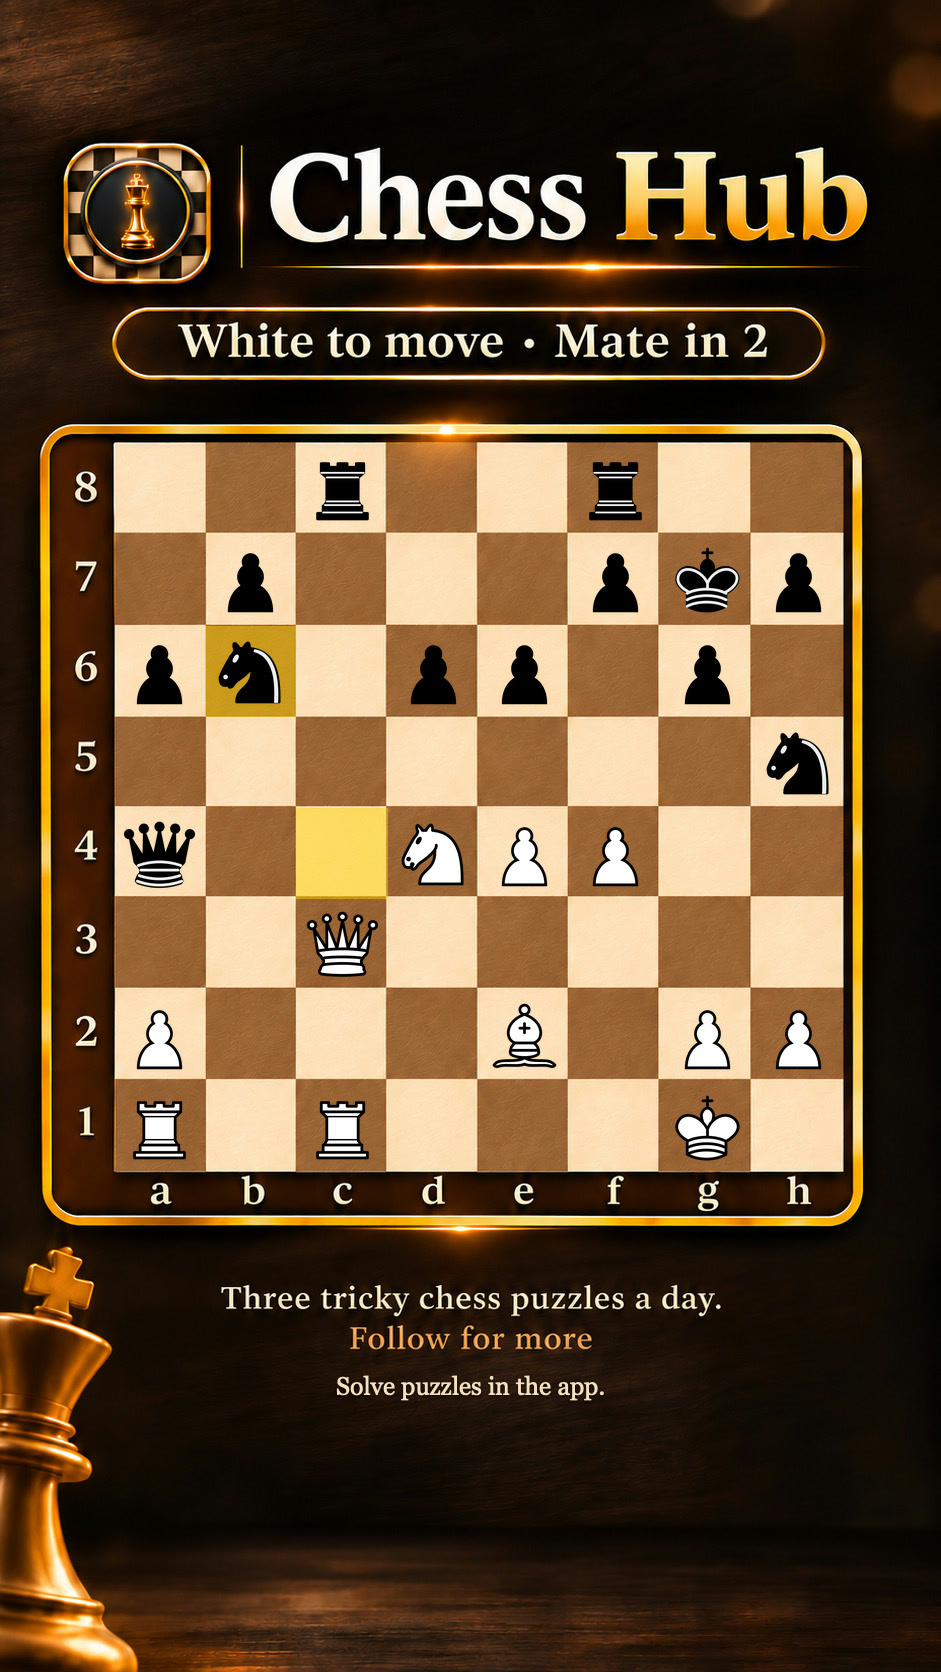 Chess Hub
White to move • Mate in 2
8
7
6
5
4
3
2
1
a b c d e f g h
Three tricky chess puzzles a day.
Follow for more
Solve puzzles in the app.